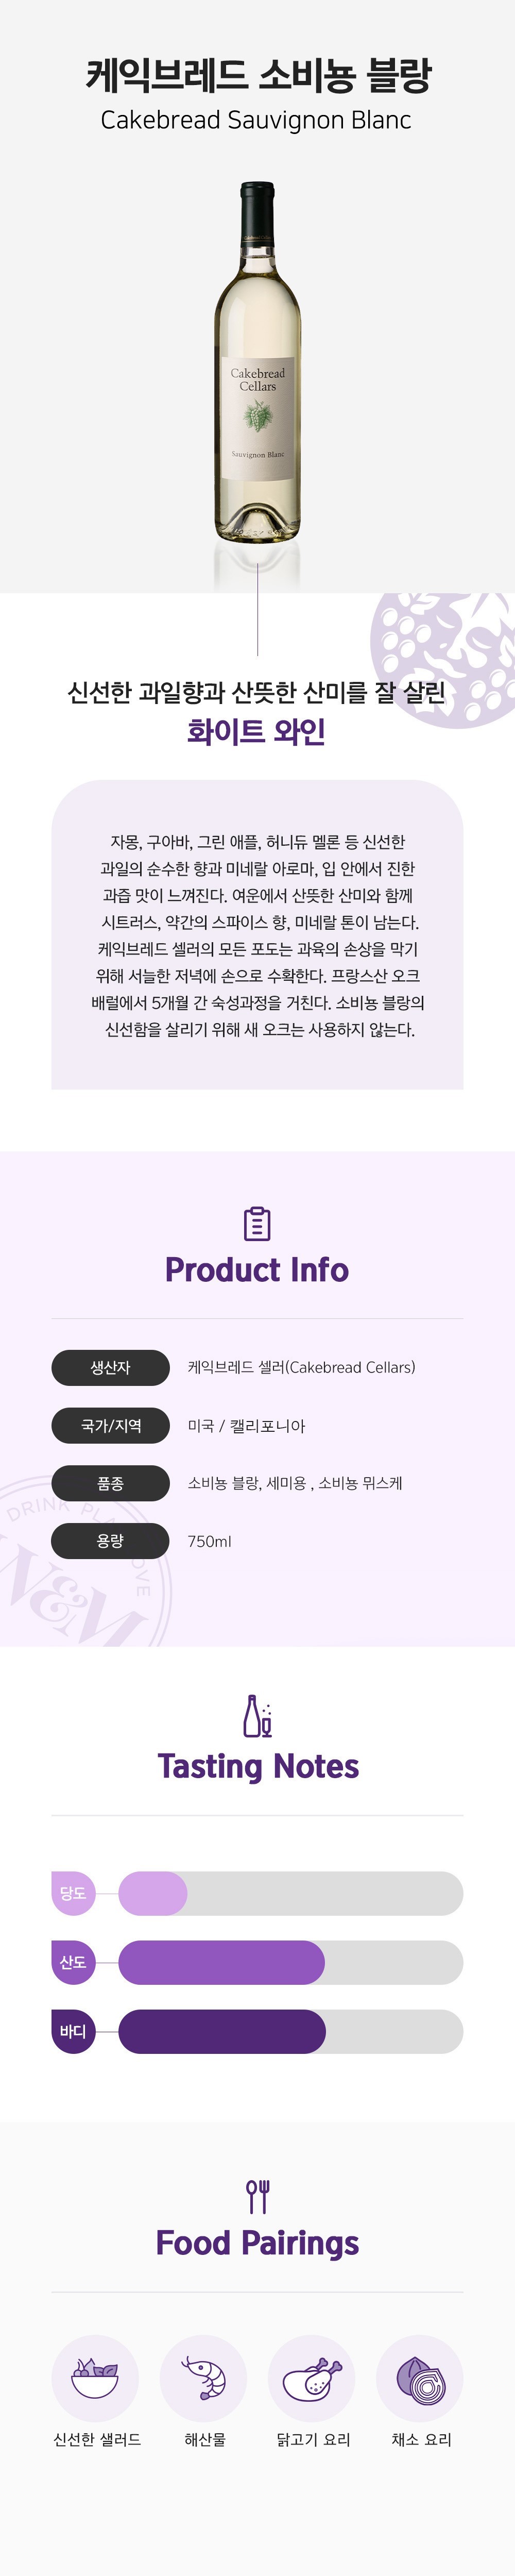 케익브레드 소비뇽 블랑
Cakebread Sauvignon Blanc
Cakebread
Cellars
Sauvignon Blanc
신선한 과일향과 산뜻한 산미를 잘 살린
화이트 와인
자몽, 구아바, 그린 애플, 허니듀 멜론 등 신선한
과일의 순수한 향과 미네랄 아로마, 입 안에서 진한
과즙 맛이 느껴진다. 여운에서 산뜻한 산미와 함께
시트러스, 약간의 스파이스 향, 미네랄 톤이 남는다.
케익브레드 셀러의 모든 포도는 과육의 손상을 막기
위해 서늘한 저녁에 손으로 수확한다. 프랑스산 오크
배럴에서 5개월 간 숙성과정을 거친다. 소비뇽 블랑의
신선함을 살리기 위해 새 오크는 사용하지 않는다.
Product Info
생산자 케익브레드 셀러(Cakebread Cellars)
국가/지역 미국 / 캘리포니아
품종 소비뇽 블랑, 세미용 , 소비뇽 뮈스케
용량 750ml
DRINK
W&M
Tasting Notes
당도
산도
바디
Food Pairings
신선한 샐러드 해산물 닭고기 요리 채소 요리